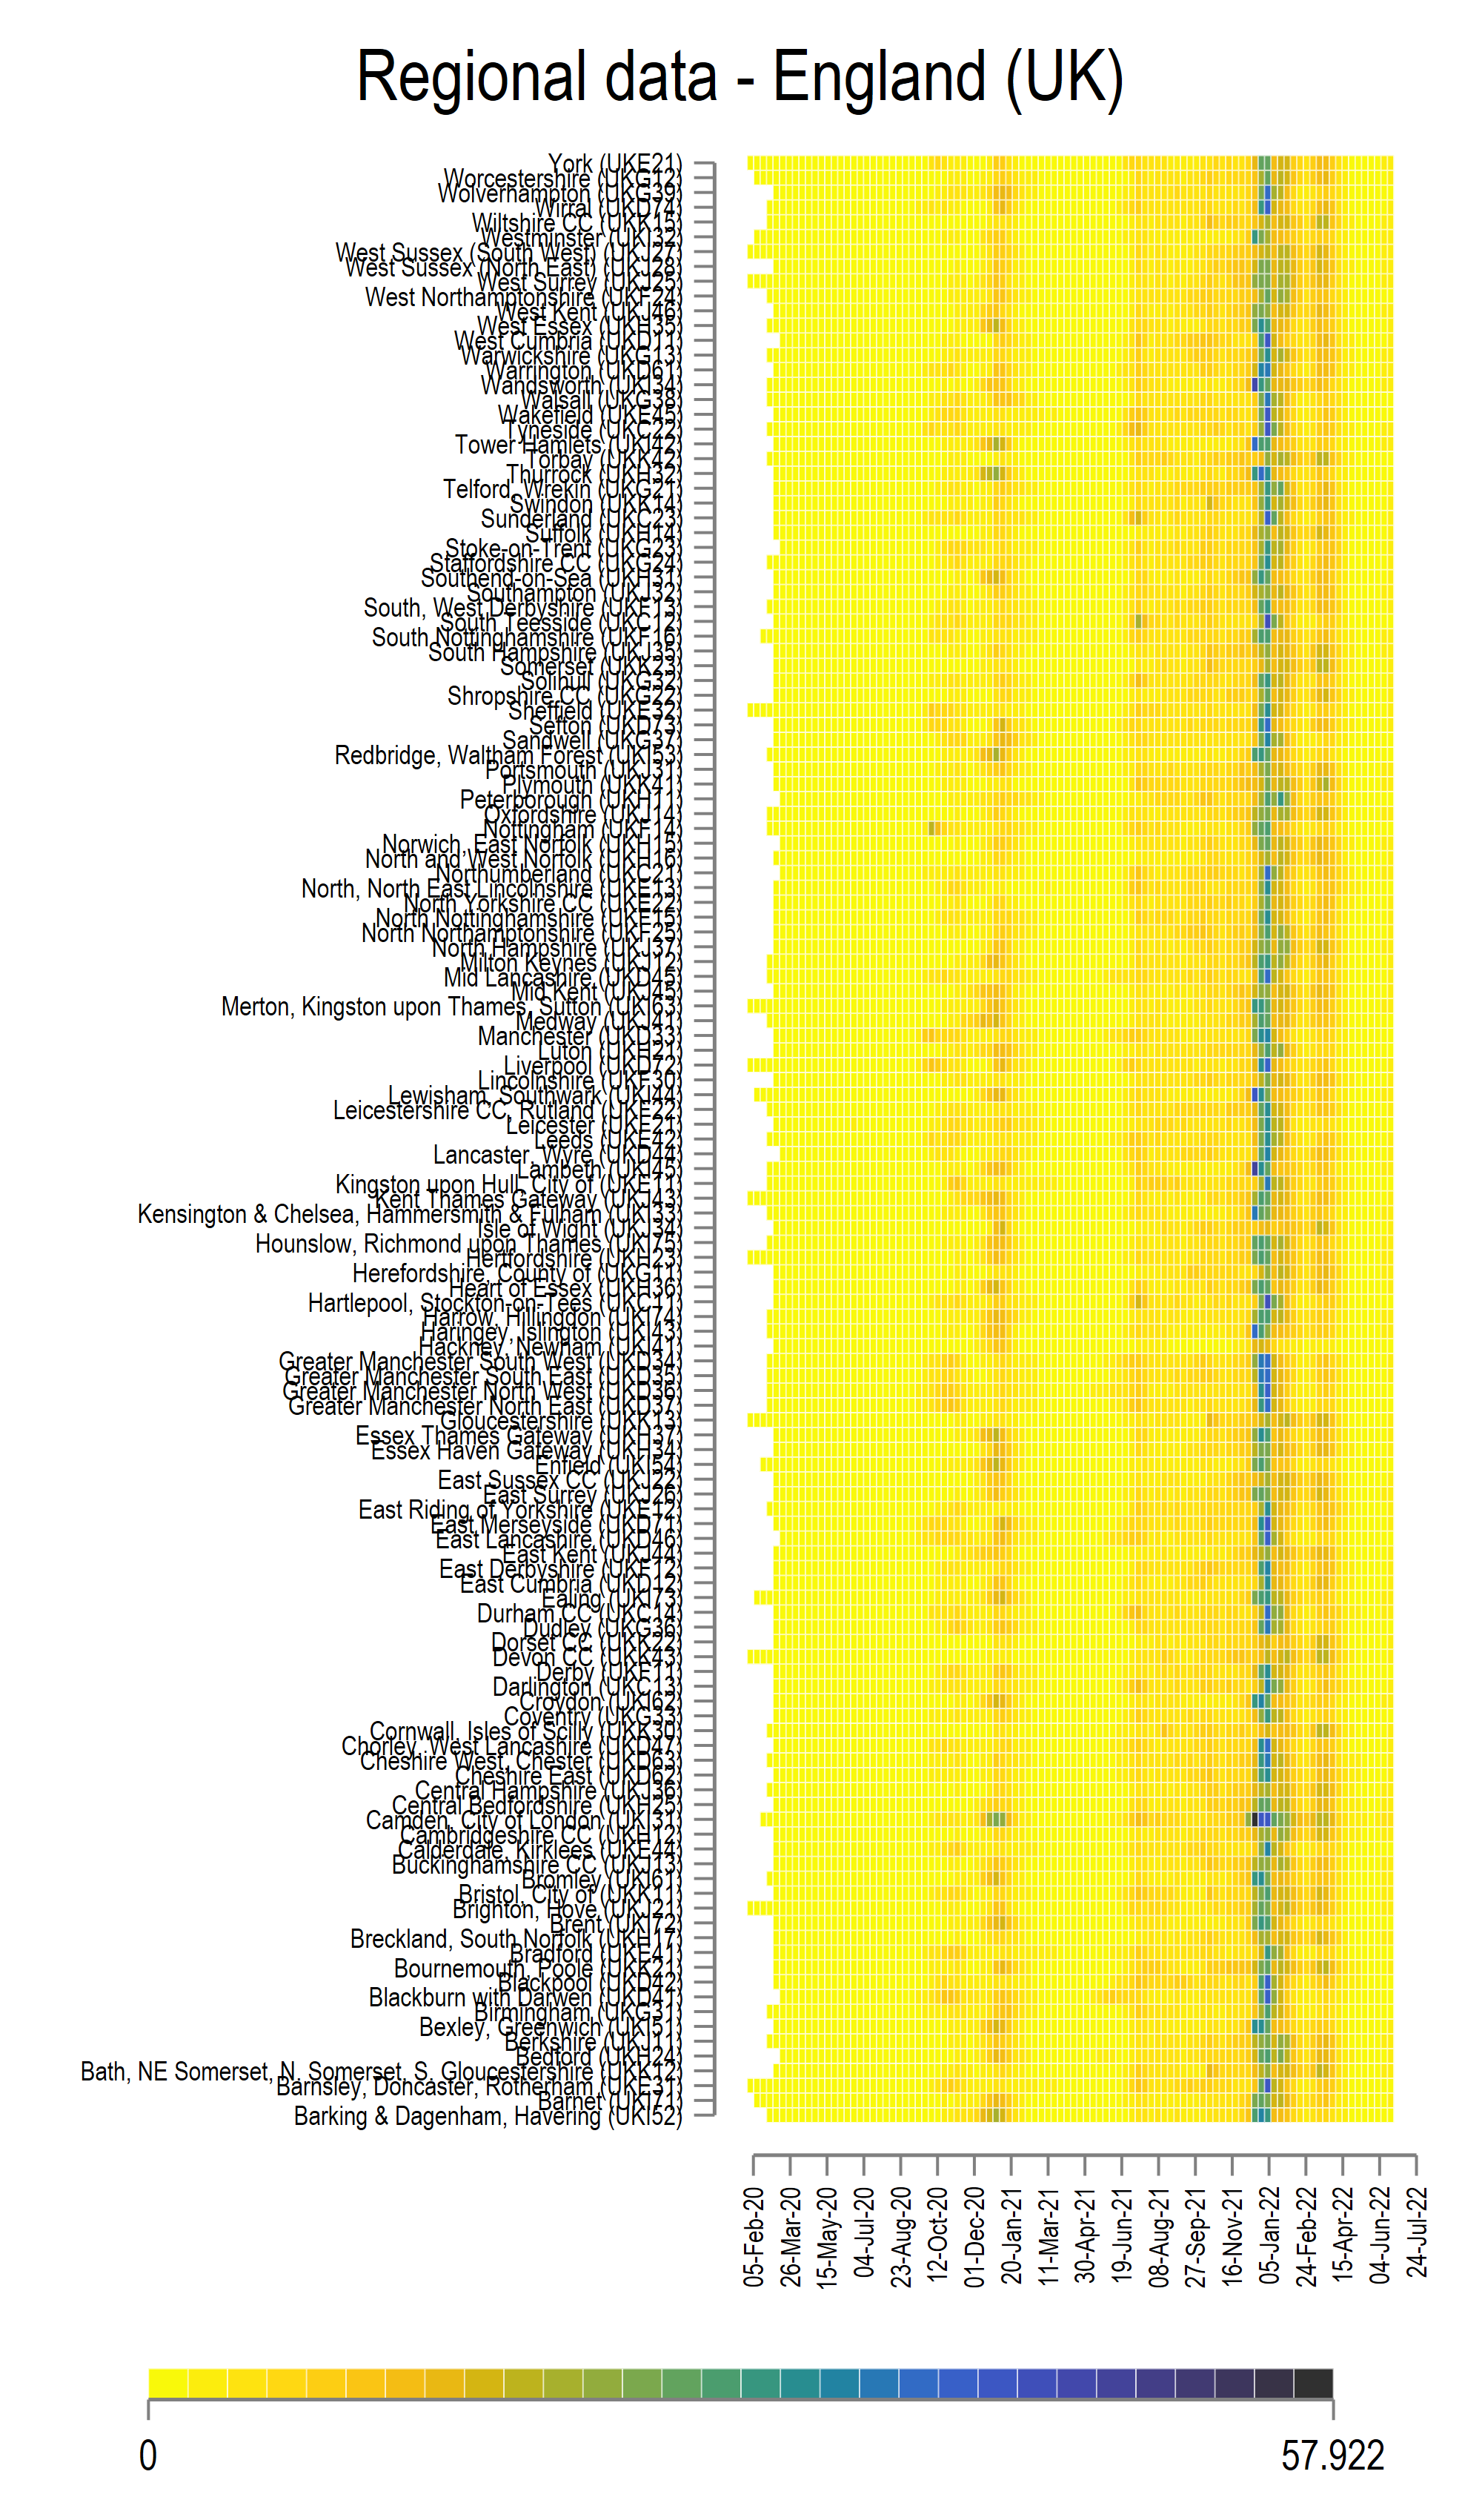 Regional data - England (UK)
York (UKE21)
Worcestershire (UKG12)
Wolverhampton (UKG39)
Wirral (UKD74)
Wiltshire CC (UKK15)
Westminster (UKI32)
West Sussex (South West) (UKJ27)
West Sussex (North East) (UKJ28)
West Surrey (UKJ25)
West Northamptonshire (UKF24)
West Kent (UKJ46)
West Essex (UKH35)
West Cumbria (UKD11)
Warwickshire (UKG13)
Warrington (UKD61)
Wandsworth (UKI34)
Walsall (UKG38)
Wakefield (UKE45)
Tyneside (UKC22)
Tower Hamlets (UKI42)
Torbay (UKK42)
Thurrock (UKH32)
Telford, Wrekin (UKG21)
Swindon (UKK14)
Sunderland (UKC23)
Suffolk (UKH14)
Stoke-on-Trent (UKG23)
Staffordshire CC (UKG24)
Southend-on-Sea (UKH31)
Southampton (UKJ32)
South, West Derbyshire (UKF13)
South Teesside (UKC12)
South Nottinghamshire (UKF16)
South Hampshire (UKJ35)
Somerset (UKK23)
Solihull (UKG32)
Shropshire CC (UKG22)
Sheffield (UKE32)
Sefton (UKD73)
Sandwell (UKG37)
Redbridge, Waltham Forest (UKI53)
Portsmouth (UKJ31)
Plymouth (UKK41)
Peterborough (UKH11)
Oxfordshire (UKJ14)
Nottingham (UKF14)
Norwich, East Norfolk (UKH15)
North and West Norfolk (UKH16)
Northumberland (UKC21)
North, North East Lincolnshire (UKE13)
North Yorkshire CC (UKE22)
North Nottinghamshire (UKF15)
North Northamptonshire (UKF25)
North Hampshire (UKJ37)
Milton Keynes (UKJ12)
Mid Lancashire (UKD45)
Mid Kent (UKJ45)
Merton, Kingston upon Thames, Sutton (UKI63)
Medway (UKJ41)
Manchester (UKD33)
Luton (UKH21)
Liverpool (UKD72)
Lincolnshire (UKF30)
Lewisham, Southwark (UKI44)
Leicestershire CC, Rutland (UKF22)
Leicester (UKF21)
Leeds (UKE42)
Lancaster, Wyre (UKD44)
Lambeth (UKI45)
Kingston upon Hull, City of (UKE11)
Kent Thames Gateway (UKJ43)
Kensington & Chelsea, Hammersmith & Fulham (UKI33)
Isle of Wight (UKJ34)
Hounslow, Richmond upon Thames (UKI75)
Hertfordshire (UKH23)
Herefordshire, County of (UKG11)
Heart of Essex (UKH36)
Hartlepool, Stockton-on-Tees (UKC11)
Harrow, Hillingdon (UKI74)
Haringey, Islington (UKI43)
Hackney, Newham (UKI41)
Greater Manchester South West (UKD34)
Greater Manchester South East (UKD35)
Greater Manchester North West (UKD36)
Greater Manchester North East (UKD37)
Gloucestershire (UKK13)
Essex Thames Gateway (UKH37)
Essex Haven Gateway (UKH34)
Enfield (UKI54)
East Sussex CC (UKJ22)
East Surrey (UKJ26)
East Riding of Yorkshire (UKE12)
East Merseyside (UKD71)
East Lancashire (UKD46)
East Kent (UKJ44)
East Derbyshire (UKF12)
East Cumbria (UKD12)
Ealing (UKI73)
Durham CC (UKC14)
Dudley (UKG36)
Dorset CC (UKK22)
Devon CC (UKK43)
Derby (UKF11)
Darlington (UKC13)
Croydon (UKI62)
Coventry (UKG33)
Cornwall, Isles of Scilly (UKK30)
Chorley, West Lancashire (UKD47)
Cheshire West, Chester (UKD63)
Cheshire East (UKD62)
Central Hampshire (UKJ36)
Central Bedfordshire (UKH25)
Camden, City of London (UKI31)
Cambridgeshire CC (UKH12)
Calderdale, Kirklees (UKE44)
Buckinghamshire CC (UKJ13)
Bromley (UKI61)
Bristol, City of (UKK11)
Brighton, Hove (UKJ21)
Brent (UKI72)
Breckland, South Norfolk (UKH17)
Bradford (UKE41)
Bournemouth, Poole (UKK21)
Blackpool (UKD42)
Blackburn with Darwen (UKD41)
Birmingham (UKG31)
Bexley, Greenwich (UKI51)
Berkshire (UKJ11)
Bedford (UKH24)
Bath, NE Somerset, N. Somerset, S. Gloucestershire (UKK12)
Barnsley, Doncaster, Rotherham (UKE31)
Barnet (UKI71)
Barking & Dagenham, Havering (UKI52)
05-Feb-20
26-Mar-20
15-May-20
04-Jul-20
23-Aug-20
12-Oct-20
01-Dec-20
20-Jan-21
11-Mar-21
30-Apr-21
19-Jun-21
08-Aug-21
27-Sep-21
16-Nov-21
05-Jan-22
24-Feb-22
15-Apr-22
04-Jun-22
24-Jul-22
0
57.922